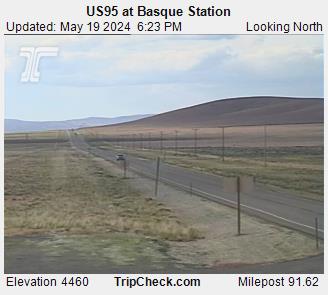 US95 at Basque Station
Updated: May 19 2024 6:23 PM Looking North
Elevation 4460 TripCheck.com Milepost 91.62